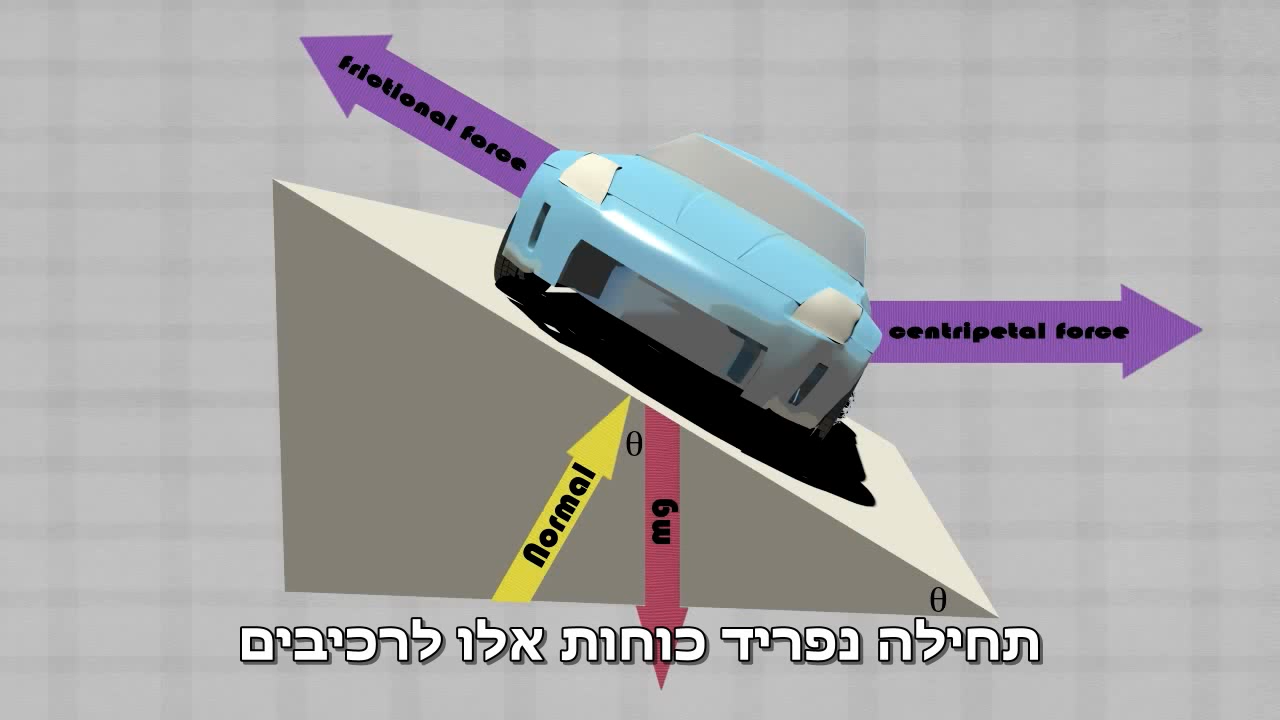 frictional force
centripetal force
θ
Normal
mg
θ
תחילה נפריד כוחות אלו לרכיבים